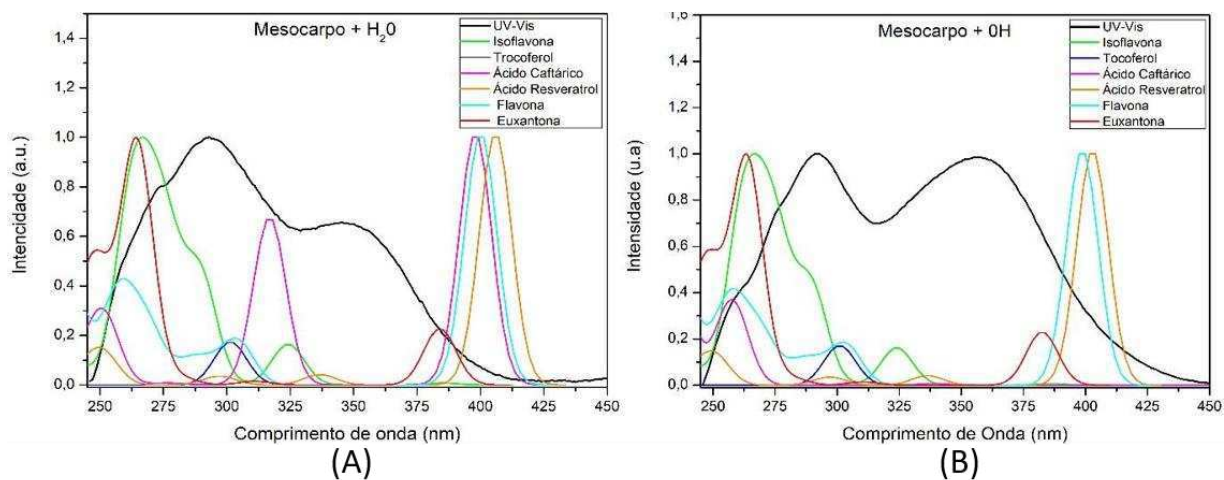 Mesocarpo + H₂0
UV-Vis
Isoflavona
Trocoferol
Ácido Caftárico
Ácido Resveratrol
Flavona
Euxantona
Intencidade (a.u.)
1,4
1,2
1,0
0,8
0,6
0,4
0,2
0,0
250 275 300 325 350 375 400 425 450
Comprimento de onda (nm)
(A)
Mesocarpo + 0H
UV-Vis
Isoflavona
Tocoferol
Ácido Caftárico
Ácido Resveratrol
Flavona
Euxantona
Intensidade (u.a)
1,6
1,4
1,2
1,0
0,8
0,6
0,4
0,2
0,0
250 275 300 325 350 375 400 425 450
Comprimento de Onda (nm)
(B)